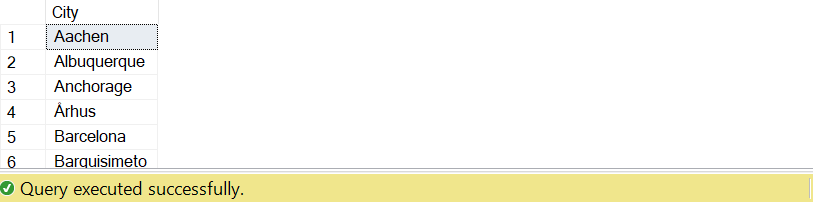 City
1 Aachen
2 Albuquerque
3 Anchorage
4 Århus
5 Barcelona
6 Barquisimeto
Query executed successfully.